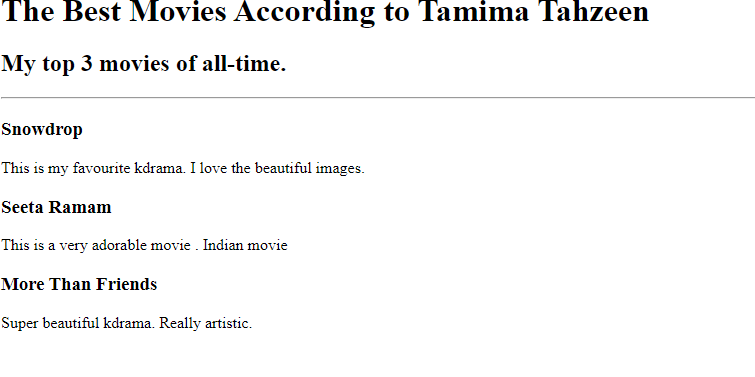 The Best Movies According to Tamima Tahzeen
My top 3 movies of all-time.
Snowdrop
This is my favourite kdrama. I love the beautiful images.
Seeta Ramam
This is a very adorable movie . Indian movie
More Than Friends
Super beautiful kdrama. Really artistic.